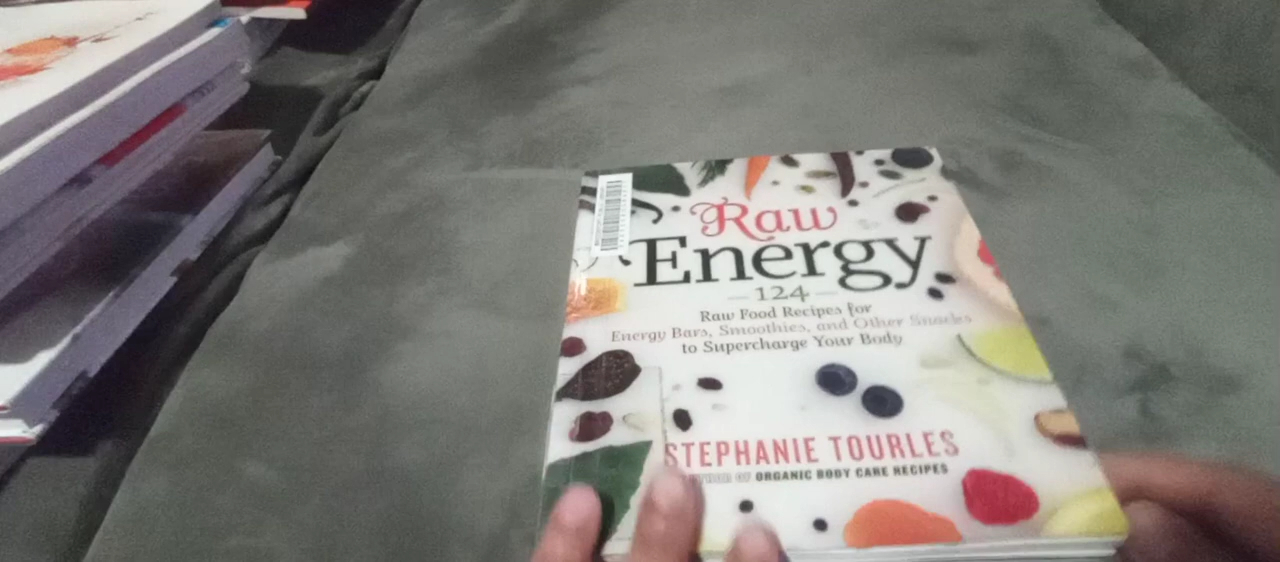 Raw
Energy
124
Raw Food Recipes for
Energy Bars, Smoothies, and Other Snacks
to Supercharge Your Body
STEPHANIE TOURLES
OF ORGANIC BODY CARE RECIPES